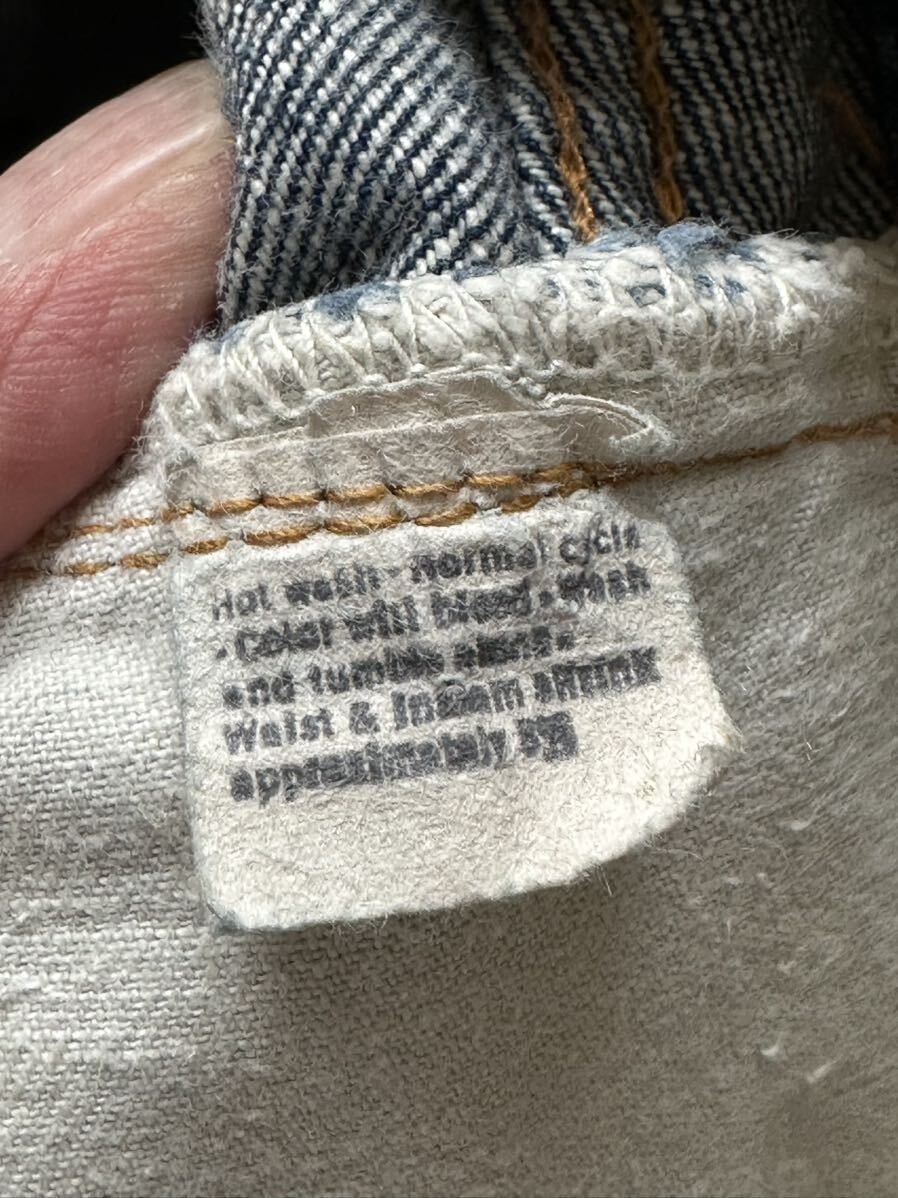 Hot wash - normal cycle
•Color will bleed • Wash
and tumble alone •
Waist & Inseam SHRINK
approximately